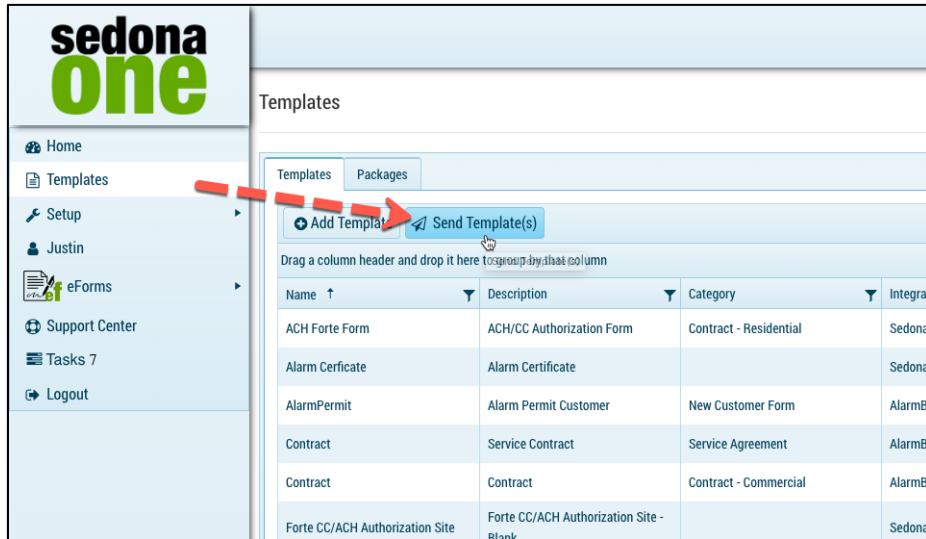 sedona
one
Home
Templates
Setup
Justin
eForms
Support Center
Tasks 7
Logout
Templates
Templates Packages
Add Template Send Template(s)
Drag a column header and drop it here to group by that column
Name Description Category Integra
ACH Forte Form ACH/CC Authorization Form Contract - Residential Sedona
Alarm Cerficate Alarm Certificate Sedona
AlarmPermit Alarm Permit Customer New Customer Form AlarmB
Contract Service Contract Service Agreement AlarmB
Contract Contract Contract - Commercial AlarmB
Forte CC/ACH Authorization Site Forte CC/ACH Authorization Site - Sedona
Blank